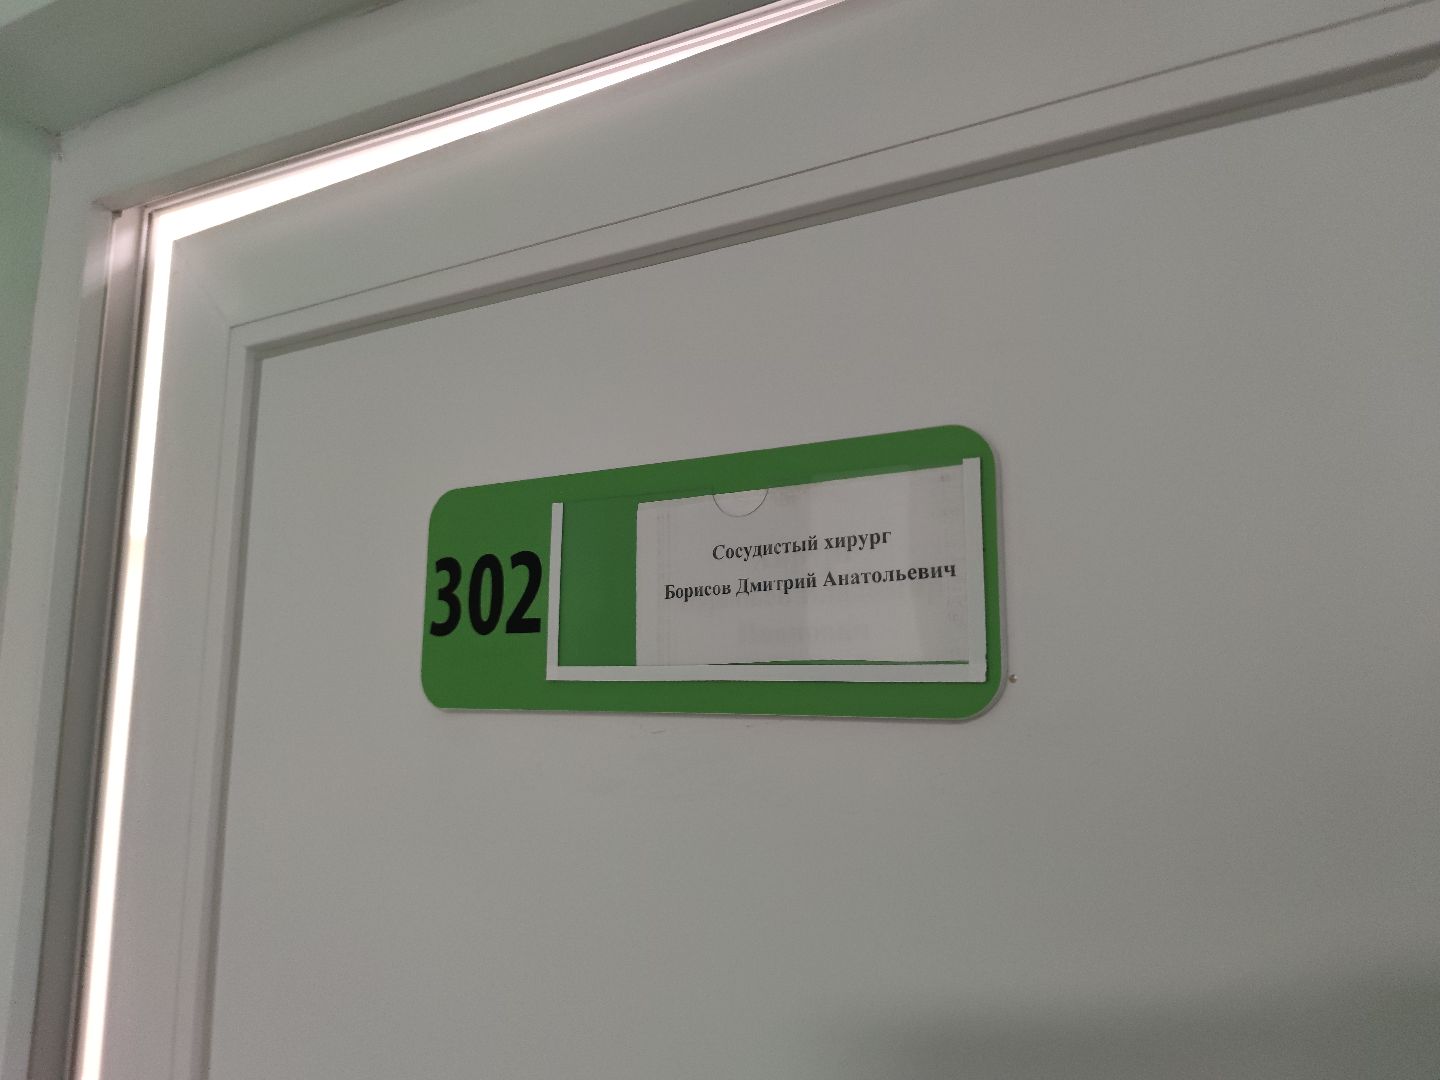 302
Сосудистый хирург
Борисов Дмитрий Анатольевич